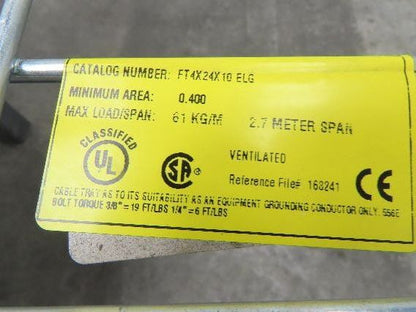 CATALOG NUMBER: FT4X24X10 ELG
MINIMUM AREA: 0.400
MAX LOAD/SPAN: 61 KG/M 2.7 METER SPAN
CLASSIFIED
UL
SA
VENTILATED
Reference File# 168241
CE
CABLE TRAY AS TO ITS SUITABILITY AS AN EQUIPMENT GROUNDING CONDUCTOR ONLY. 556E
BOLT TORQUE 3/8" = 19 FT/LBS 1/4" = 6 FT/LBS